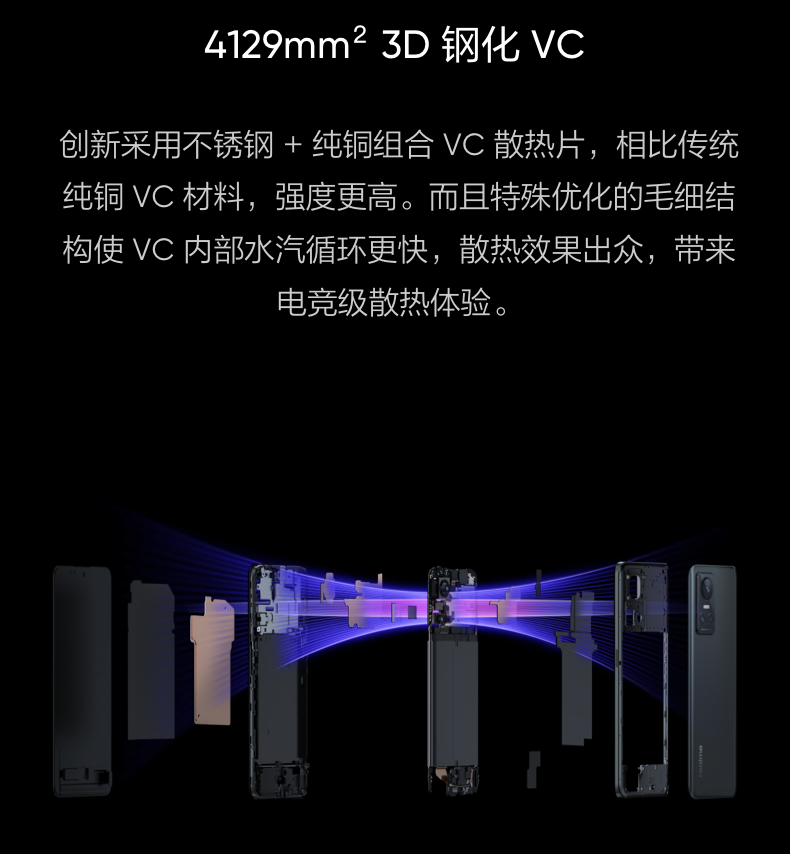 4129mm² 3D 钢化 VC
创新采用不锈钢 + 纯铜组合 VC 散热片，相比传统
纯铜 VC 材料，强度更高。而且特殊优化的毛细结
构使 VC 内部水汽循环更快，散热效果出众，带来
电竞级散热体验。